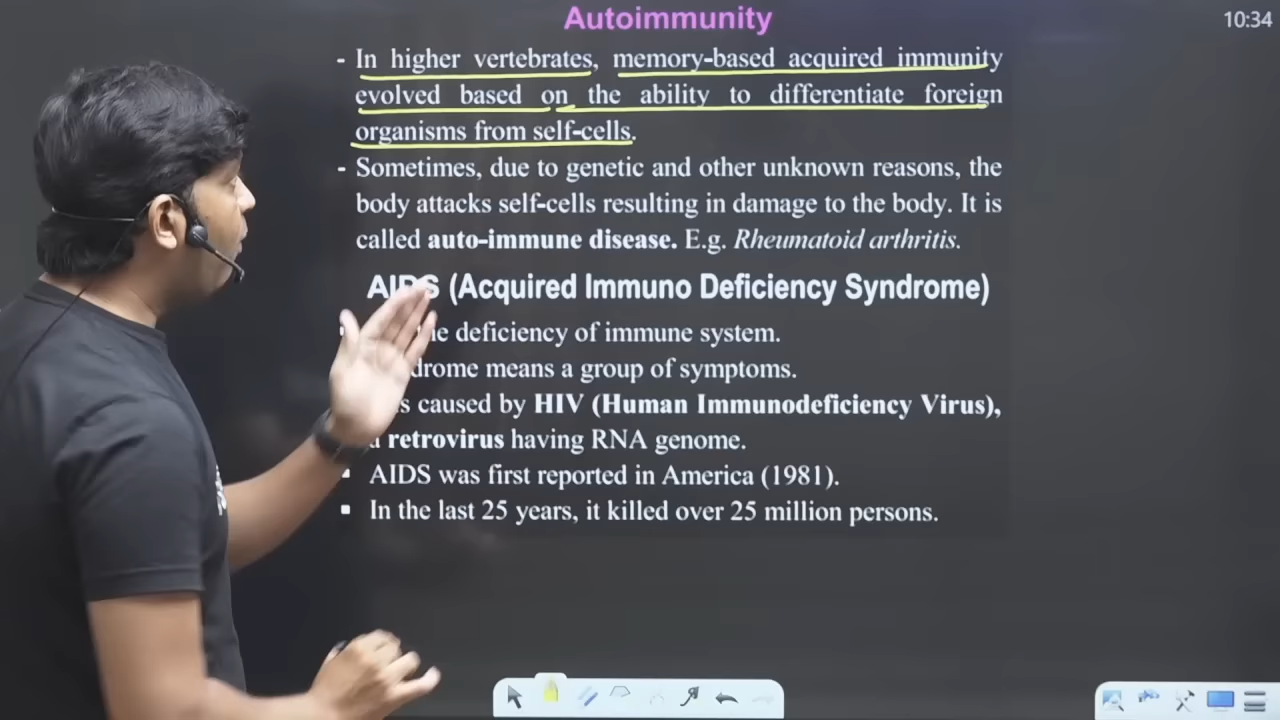 Autoimmunity
10:34
- In higher vertebrates, memory-based acquired immunity
evolved based on the ability to differentiate foreign
organisms from self-cells.
- Sometimes, due to genetic and other unknown reasons, the
body attacks self-cells resulting in damage to the body. It is
called auto-immune disease. E.g. Rheumatoid arthritis.
AIDS (Acquired Immuno Deficiency Syndrome)
deficiency of immune system.
means a group of symptoms.
caused by HIV (Human Immunodeficiency Virus),
retrovirus having RNA genome.
▪ AIDS was first reported in America (1981).
▪ In the last 25 years, it killed over 25 million persons.